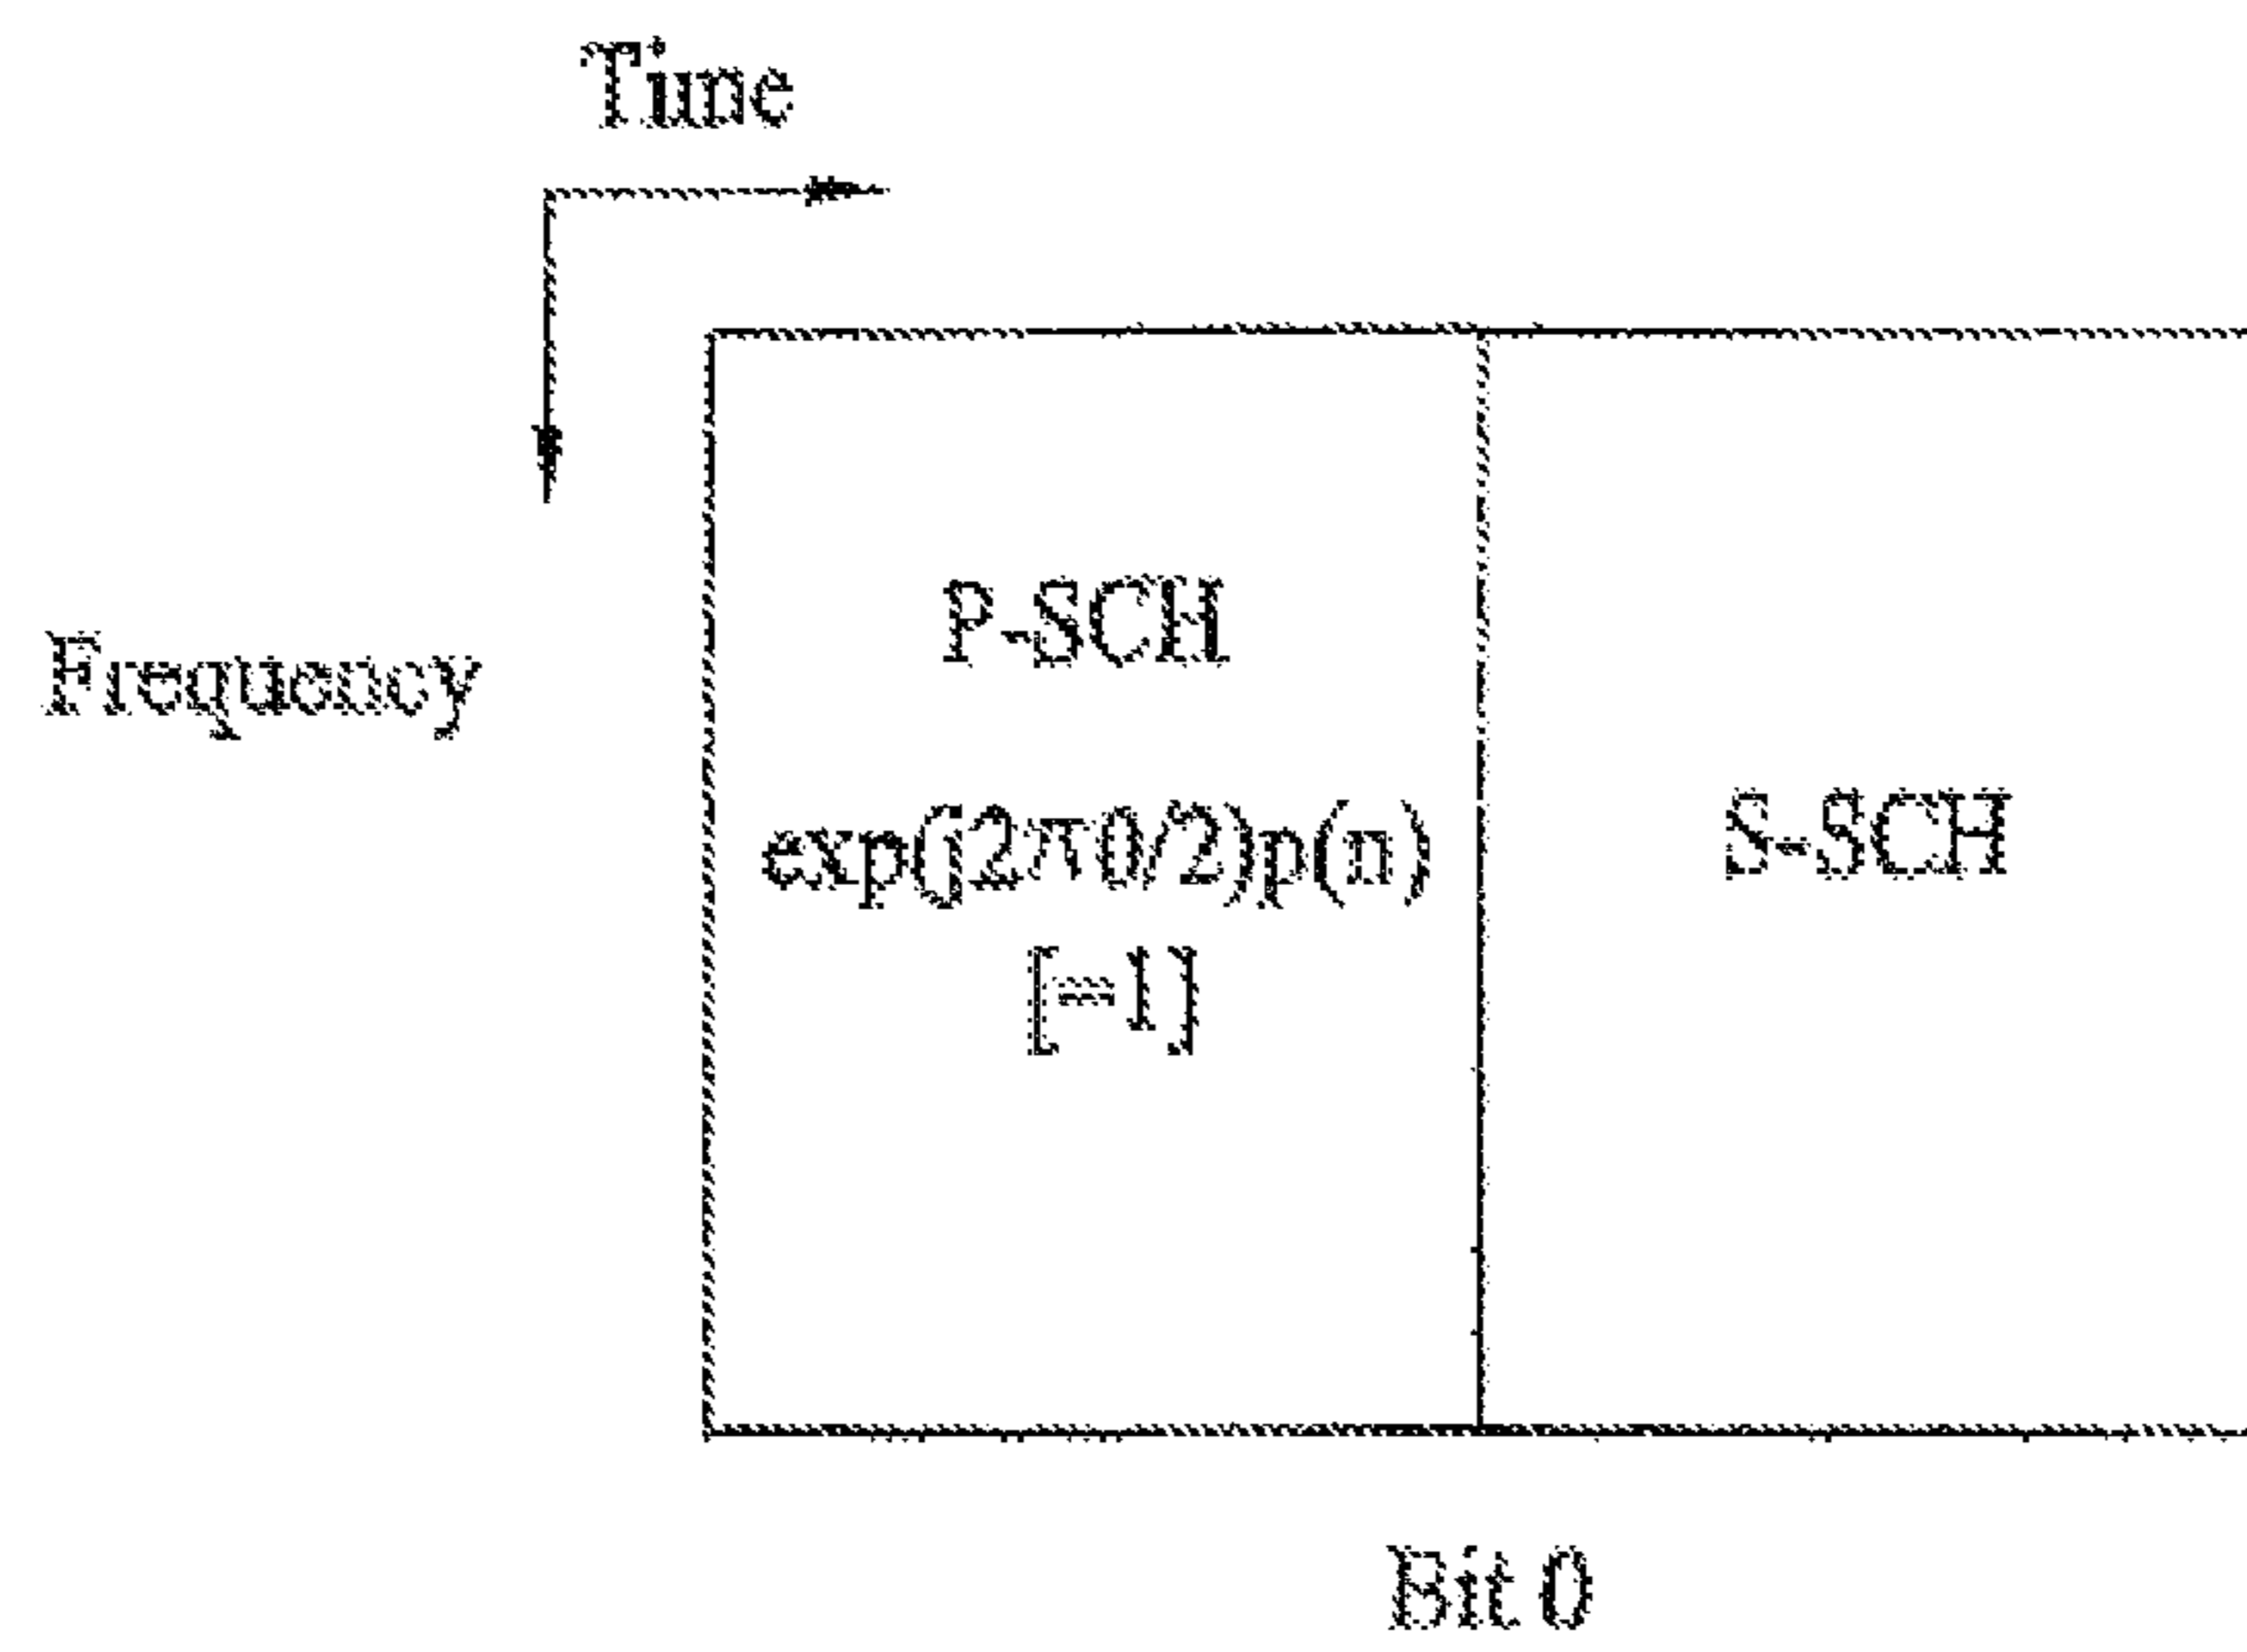 Time
Frequency
P-SCH
exp(j2π0/2)p(n)
[=1]
S-SCH
Bit 0